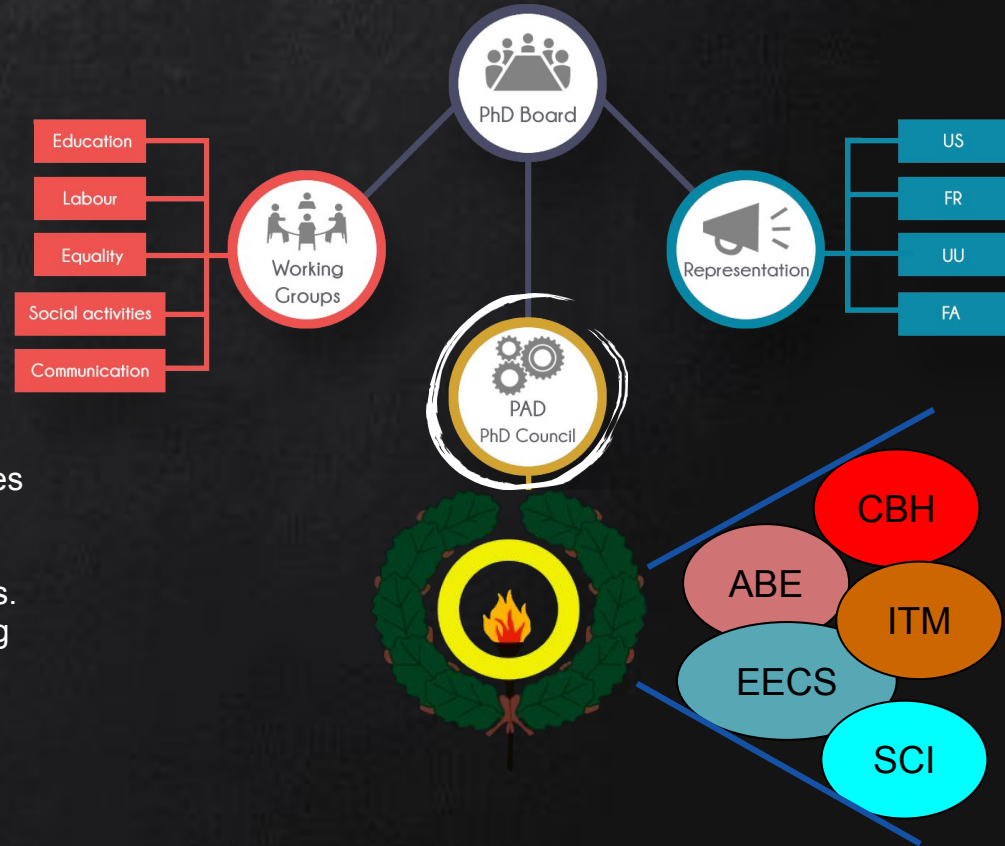 PhD Board
Education
Labour
Equality
Social activities
Communication
Working
Groups
Representation
US
FR
UU
FA
PAD
PhD Council
es
s.
g
CBH
ABE
ITM
EECS
SCI